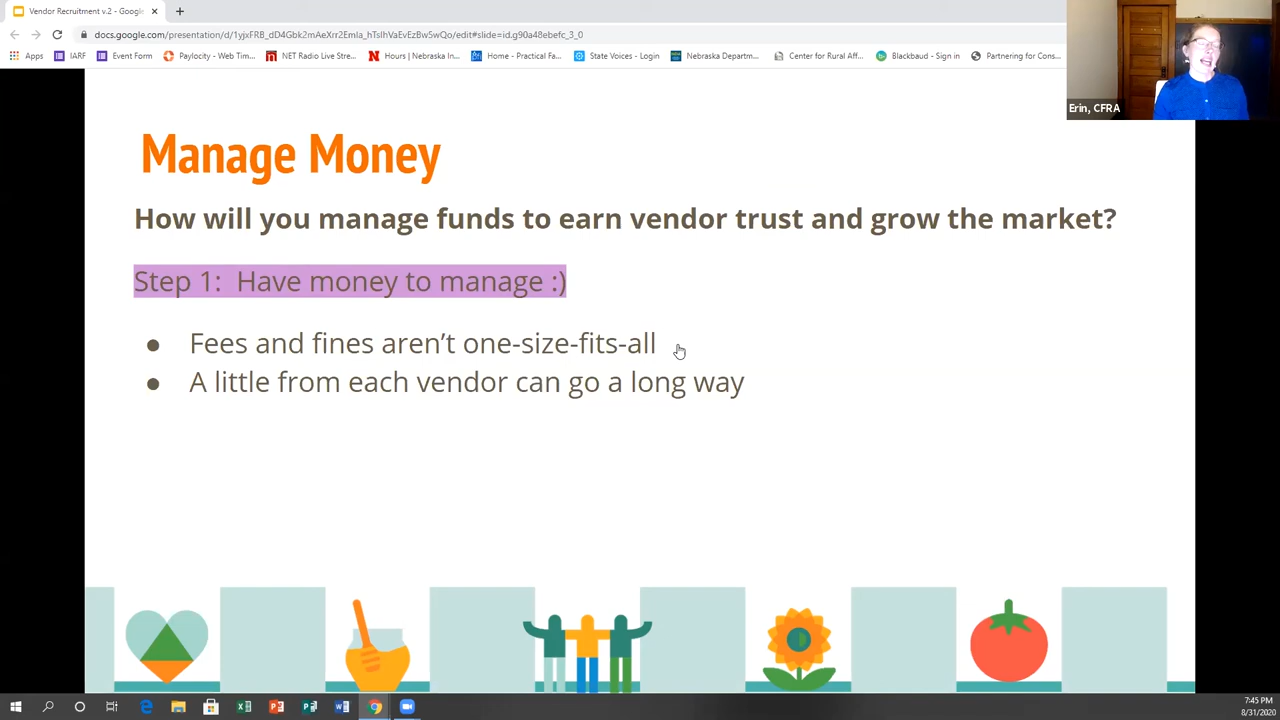 Vendor Recruitment v.2 - Googl
docs.google.com/presentation/d/1yjxFRB_dD4Gbk2mAeXrr2Emla_hTslhVaEvEzBw5wQo/edit#slide=id.g90a48ebefc_3_0
Apps IARF Event Form Paylocity - Web Tim... NET Radio Live Stre... Hours | Nebraska In... Home - Practical Fa... State Voices - Login Nebraska Departm... Center for Rural Aff... Blackbaud - Sign in Partnering for Cons...
Erin, CFRA
Manage Money
How will you manage funds to earn vendor trust and grow the market?
Step 1: Have money to manage :)
● Fees and fines aren’t one-size-fits-all
● A little from each vendor can go a long way
7:45 PM
8/31/2020